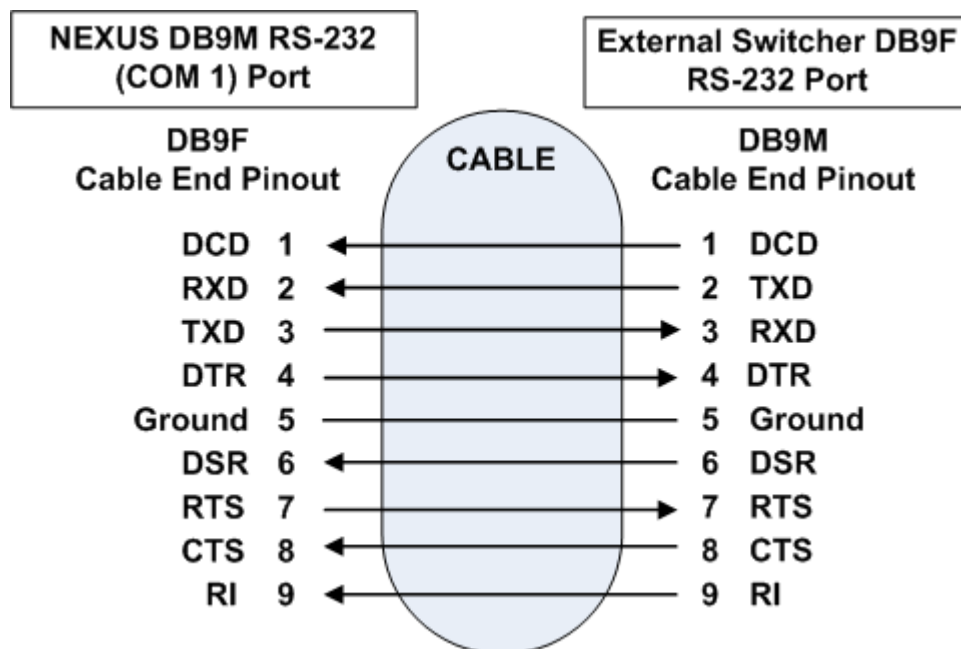 NEXUS DB9M RS-232
(COM 1) Port
External Switcher DB9F
RS-232 Port
DB9F
Cable End Pinout
CABLE
DB9M
Cable End Pinout
DCD 1 1 DCD
RXD 2 2 TXD
TXD 3 3 RXD
DTR 4 4 DTR
Ground 5 5 Ground
DSR 6 6 DSR
RTS 7 7 RTS
CTS 8 8 CTS
RI 9 9 RI